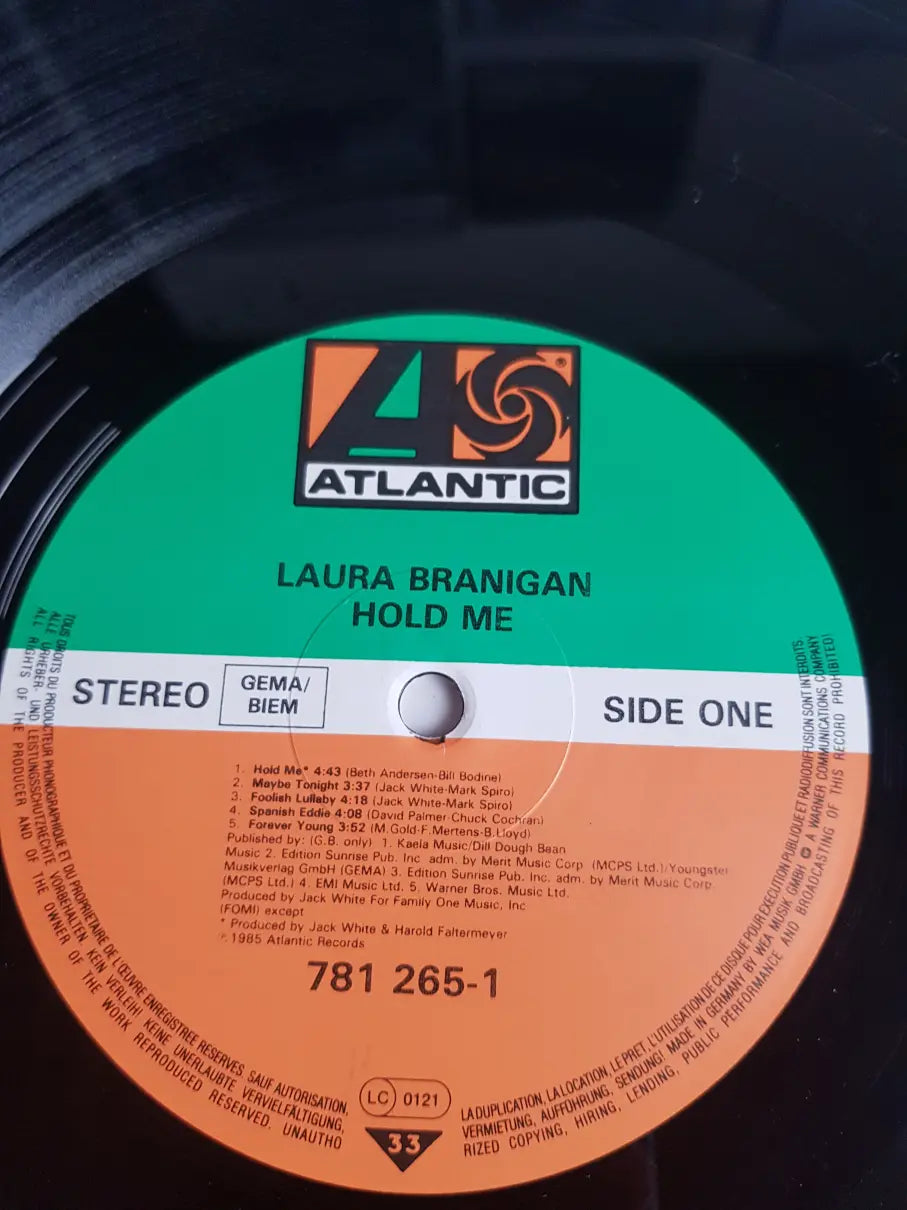 ATLANTIC
LAURA BRANIGAN
HOLD ME
STEREO
GEMA/
BIEM
SIDE ONE
1. Hold Me* 4:43 (Beth Andersen-Bill Bodine)
2. Maybe Tonight 3:37 (Jack White-Mark Spiro)
3. Foolish Lullaby 4:18 (Jack White-Mark Spiro)
4. Spanish Eddie 4:08 (David Palmer-Chuck Cochran)
5. Forever Young 3:52 (M.Gold-F.Mertens-B.Lloyd)
Published by: (G.B. only) 1. Kaela Music/Dill Dough Bean
Music 2. Edition Sunrise Pub. Inc adm. by Merit Music Corp (MCPS Ltd.)/Youngster
Musikverlag GmbH (GEMA) 3. Edition Sunrise Pub. Inc. adm. by Merit Music Corp.
(MCPS Ltd.) 4. EMI Music Ltd. 5. Warner Bros. Music Ltd.
Produced by Jack White For Family One Music, Inc
(FOMI) except
* Produced by Jack White & Harold Faltermeyer
℗ 1985 Atlantic Records
781 265-1
LC 0121
33
TOUS DROITS DU PRODUCTEUR PHONOGRAPHIQUE ET DU PROPRIETAIRE DE L'ŒUVRE ENREGISTREE RESERVES. SAUF AUTORISATION, LA DUPLICATION, LA LOCATION, LE PRET, L'UTILISATION DE CE DISQUE POUR EXECUTION PUBLIQUE ET RADIODIFFUSION SONT INTERDITS.
ALLE URHEBER- UND LEISTUNGSSCHUTZRECHTE VORBEHALTEN. KEIN VERLEIH! KEINE UNERLAUBTE VERVIELFÄLTIGUNG, VERMIETUNG, AUFFÜHRUNG, SENDUNG! MADE IN GERMANY BY WEA MUSIK GMBH A WARNER COMMUNICATIONS COMPANY
ALL RIGHTS OF THE PRODUCER AND OF THE OWNER OF THE WORK REPRODUCED RESERVED. UNAUTHORIZED COPYING, HIRING, LENDING, PUBLIC PERFORMANCE AND BROADCASTING OF THIS RECORD PROHIBITED!